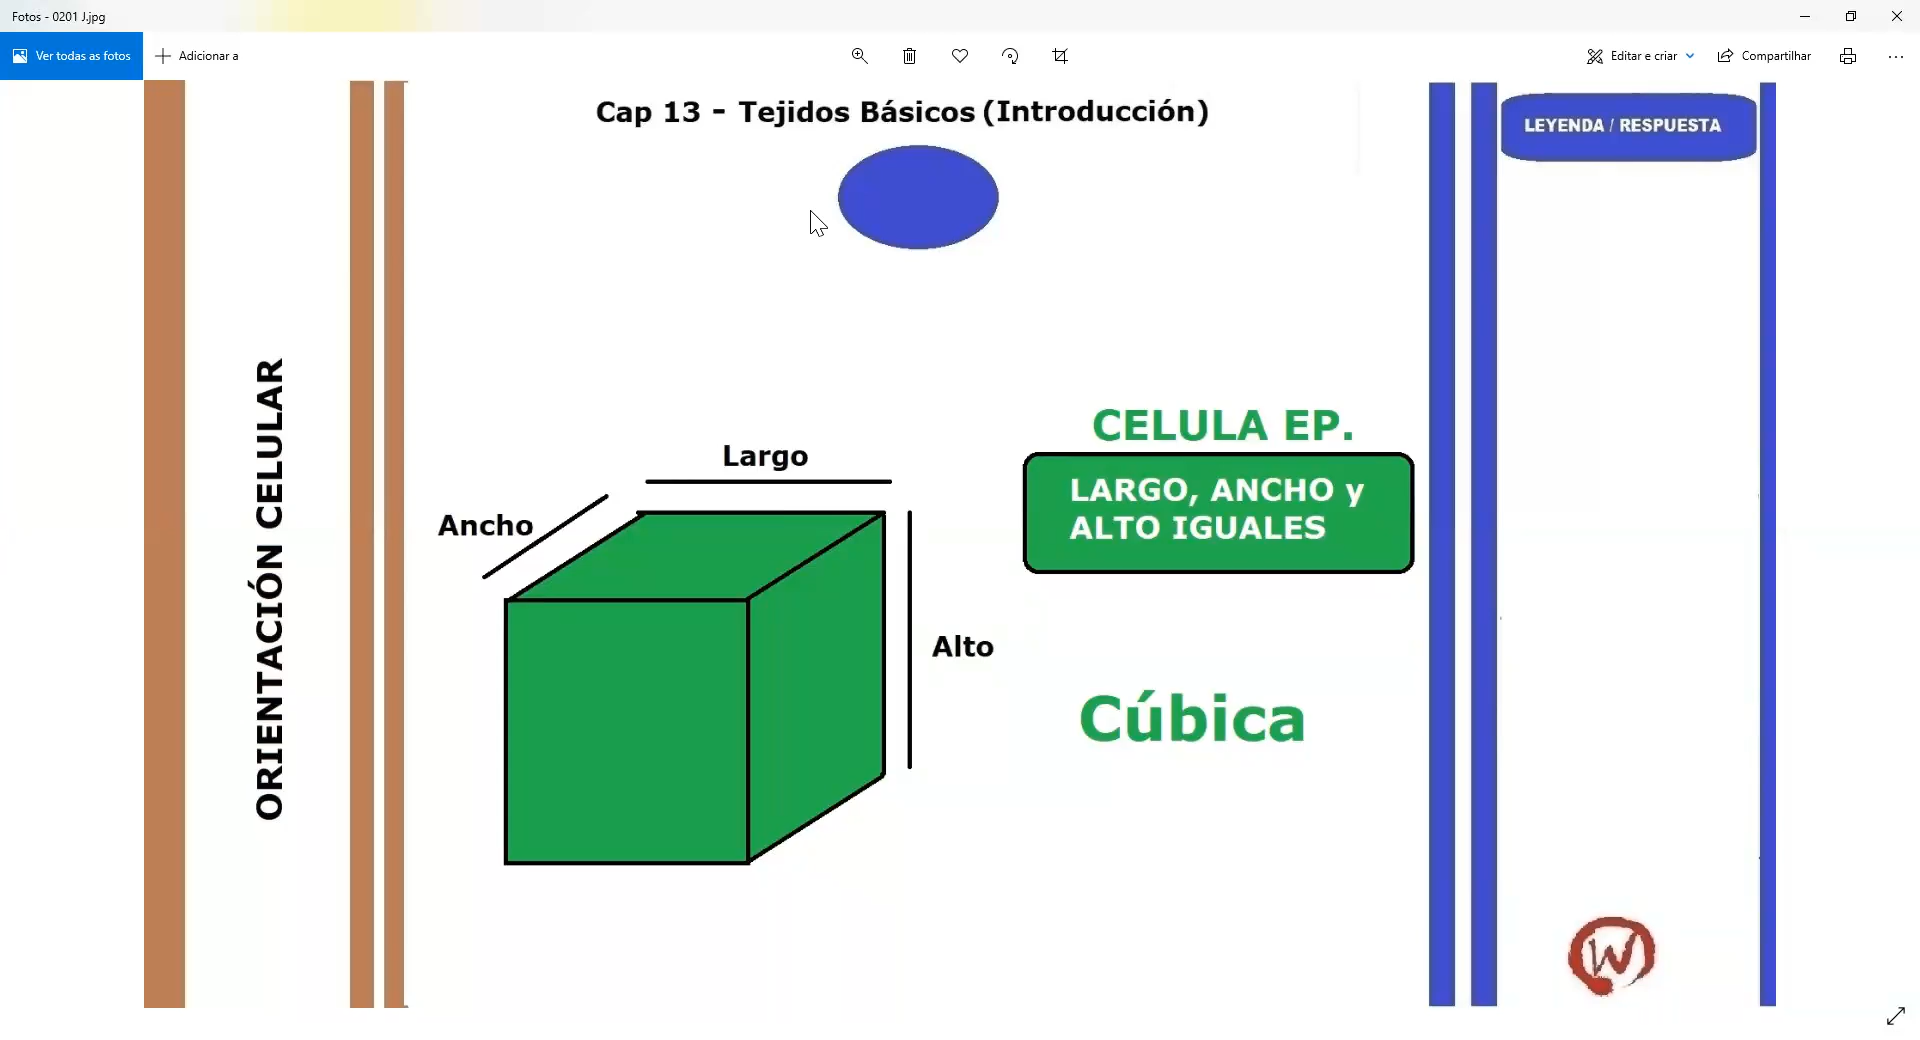 Fotos - 0201 J.jpg
Ver todas as fotos
Adicionar a
Editar e criar
Compartilhar
Cap 13 - Tejidos Básicos (Introducción)
LEYENDA / RESPUESTA
ORIENTACIÓN CELULAR
CELULA EP.
Largo
LARGO, ANCHO y
ALTO IGUALES
Ancho
Alto
Cúbica
W